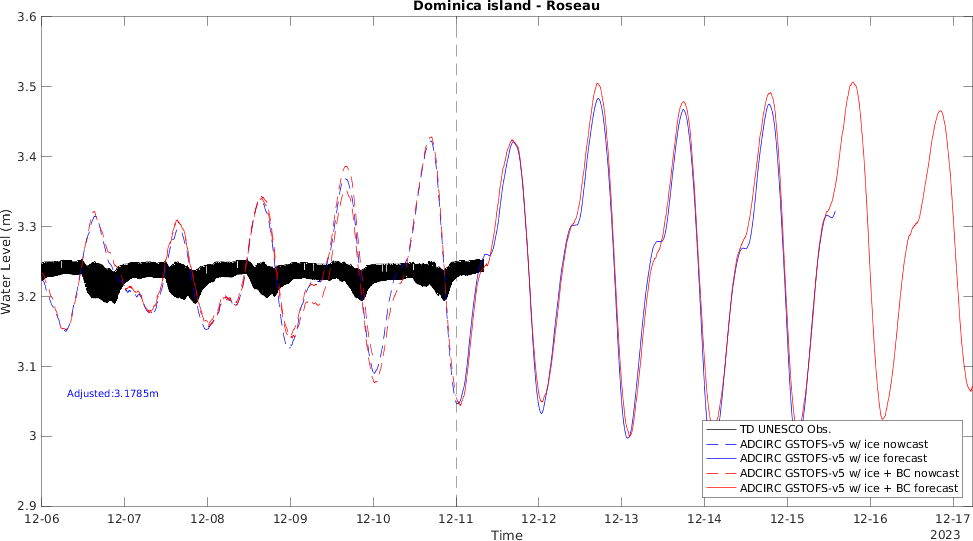 Dominica island - Roseau
3.6
3.5
3.4
3.3
3.2
3.1
3
2.9
Water Level (m)
Adjusted:3.1785m
TD UNESCO Obs.
ADCIRC GSTOFS-v5 w/ ice nowcast
ADCIRC GSTOFS-v5 w/ ice forecast
ADCIRC GSTOFS-v5 w/ ice + BC nowcast
ADCIRC GSTOFS-v5 w/ ice + BC forecast
12-06 12-07 12-08 12-09 12-10 12-11 12-12 12-13 12-14 12-15 12-16 12-17
Time
2023